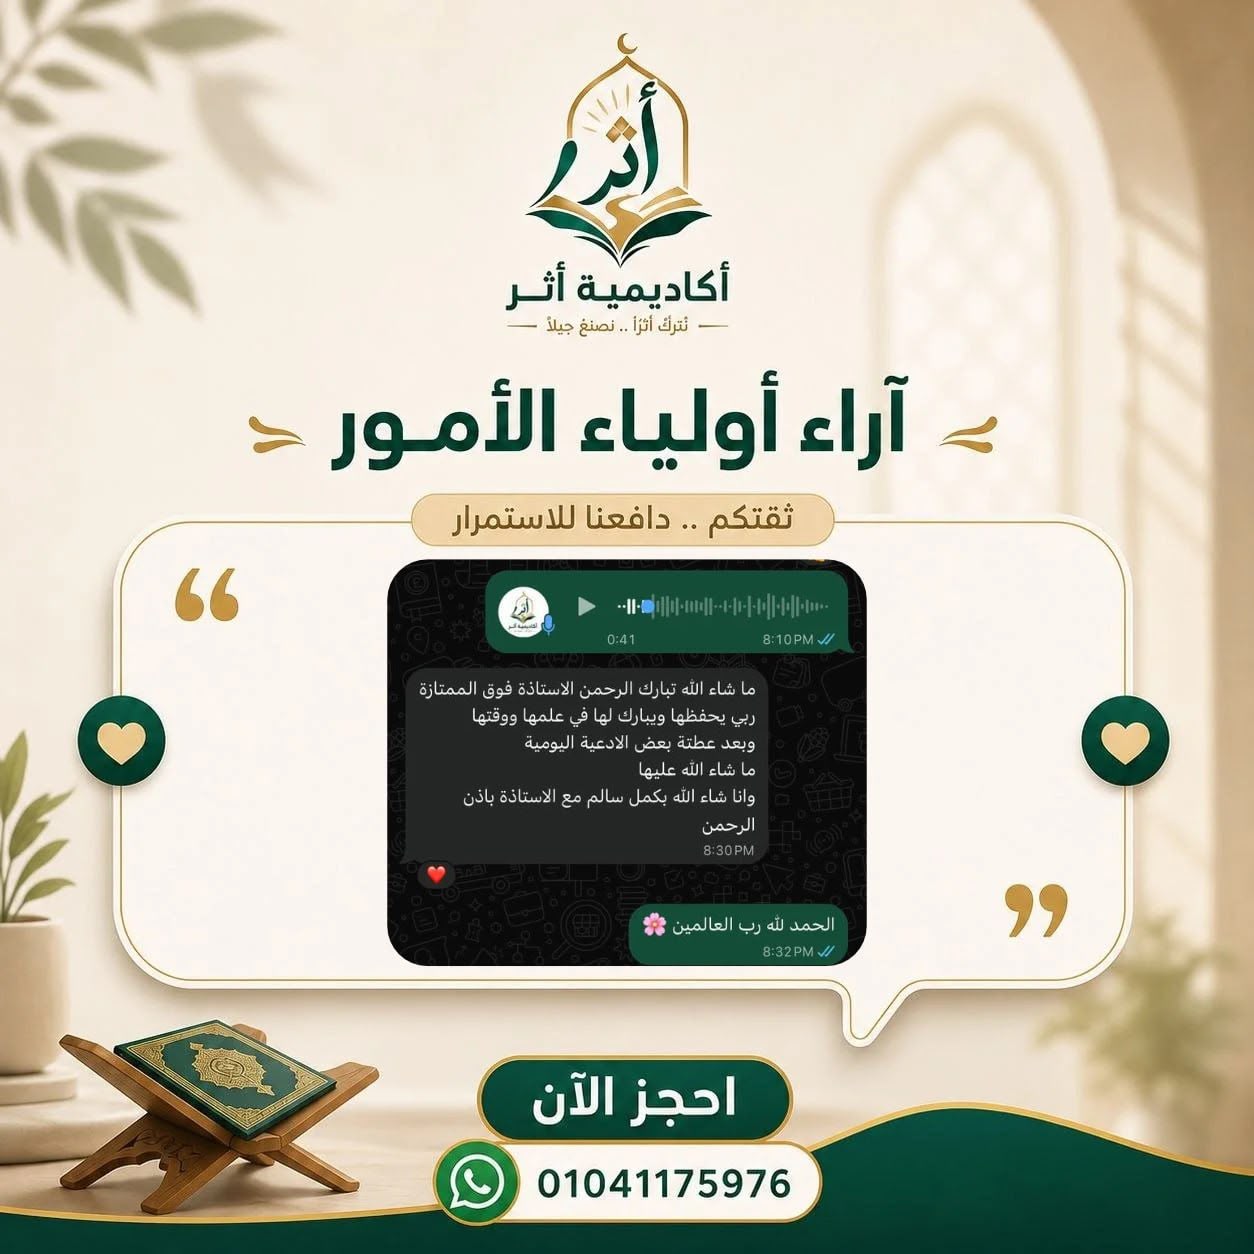 أثر
أكاديمية أثـر
نَتركُ أثرًا .. نصنعُ جيلاً
آراء أولياء الأمـور
ثقتكم .. دافعنا للاستمرار
0:41 8:10 PM
ما شاء الله تبارك الرحمن الاستاذة فوق الممتازة
ربي يحفظها ويبارك لها في علمها ووقتها
وبعد عطتة بعض الادعية اليومية
ما شاء الله عليها
وانا شاء الله بكمل سالم مع الاستاذة باذن
الرحمن
8:30 PM
الحمد لله رب العالمين 🌸
8:32 PM
احجز الآن
01041175976